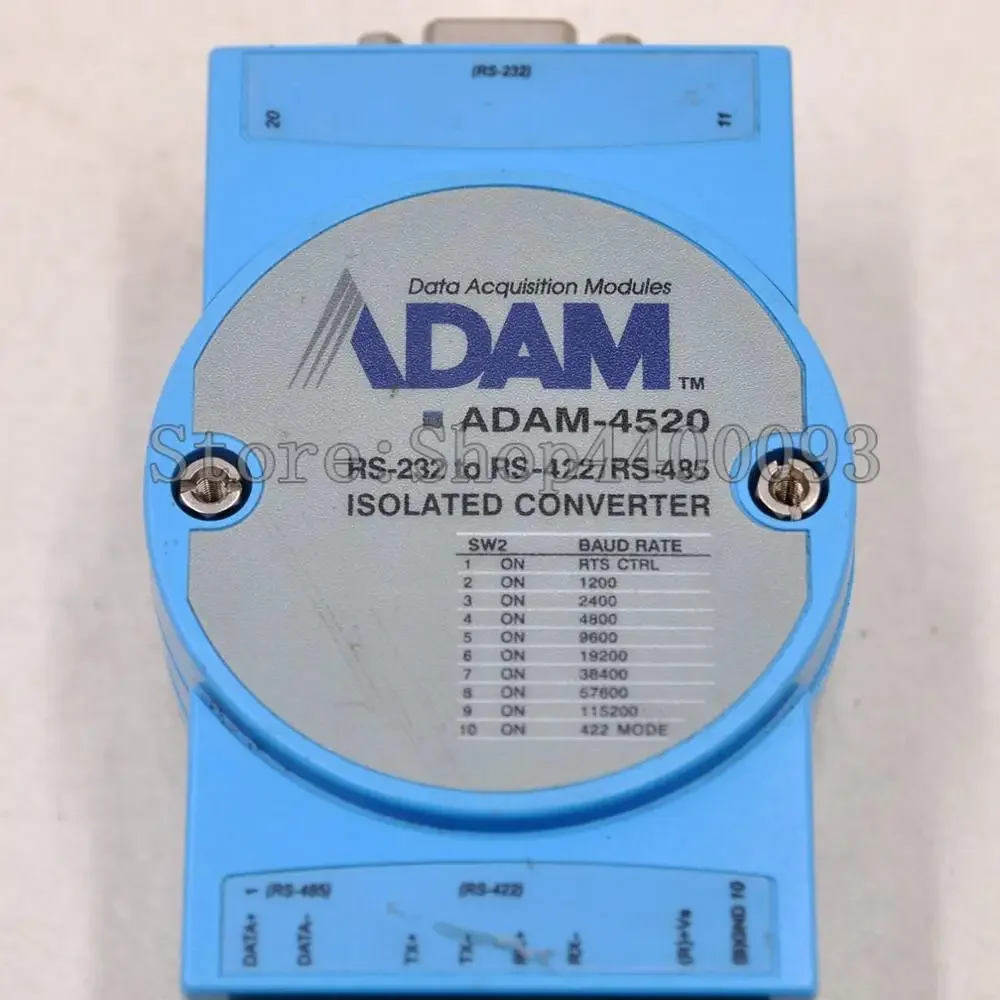 (RS-232)
20
11
Data Acquisition Modules
ADAM TM
ADAM-4520
Store:Shop4400093
RS-232 to RS-422/RS-485
ISOLATED CONVERTER
SW2 BAUD RATE
1 ON RTS CTRL
2 ON 1200
3 ON 2400
4 ON 4800
5 ON 9600
6 ON 19200
7 ON 38400
8 ON 57600
9 ON 115200
10 ON 422 MODE
1 (RS-485) (RS-422) 10
DATA+ DATA- TX+ TX- RX+ RX- (R)+Vs (B)GND